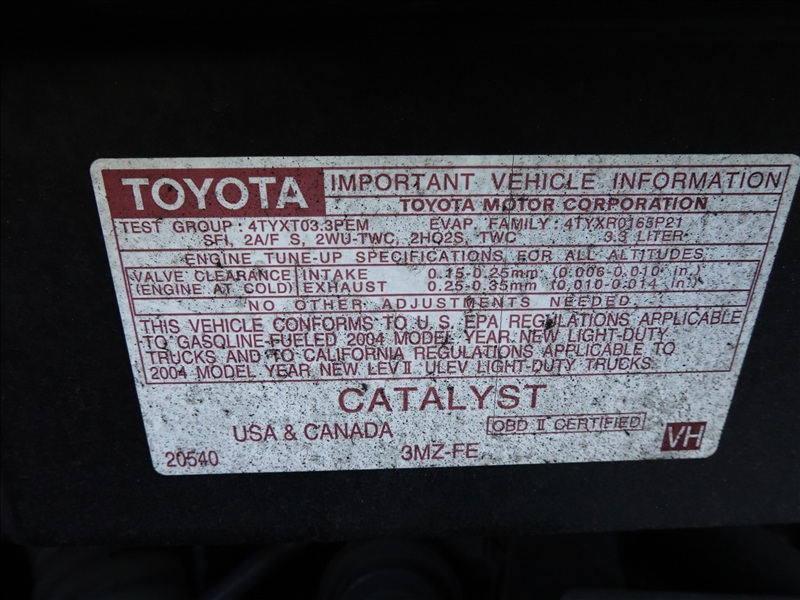 TOYOTA IMPORTANT VEHICLE INFORMATION
TOYOTA MOTOR CORPORATION
TEST GROUP : 4TYXT03.3PEM EVAP. FAMILY : 4TYXR0165P21
SFI, 2A/F S, 2WU-TWC, 2HO2S, TWC 3.3 LITER
ENGINE TUNE-UP SPECIFICATIONS FOR ALL ALTITUDES
VALVE CLEARANCE INTAKE 0.15-0.25mm (0.006-0.010 in.)
(ENGINE AT COLD) EXHAUST 0.25-0.35mm (0.010-0.014 in.)
NO OTHER ADJUSTMENTS NEEDED.
THIS VEHICLE CONFORMS TO U.S. EPA REGULATIONS APPLICABLE
TO GASOLINE-FUELED 2004 MODEL YEAR NEW LIGHT-DUTY
TRUCKS AND TO CALIFORNIA REGULATIONS APPLICABLE TO
2004 MODEL YEAR NEW LEV II ULEV LIGHT-DUTY TRUCKS.
CATALYST
USA & CANADA OBD II CERTIFIED
20540 3MZ-FE VH